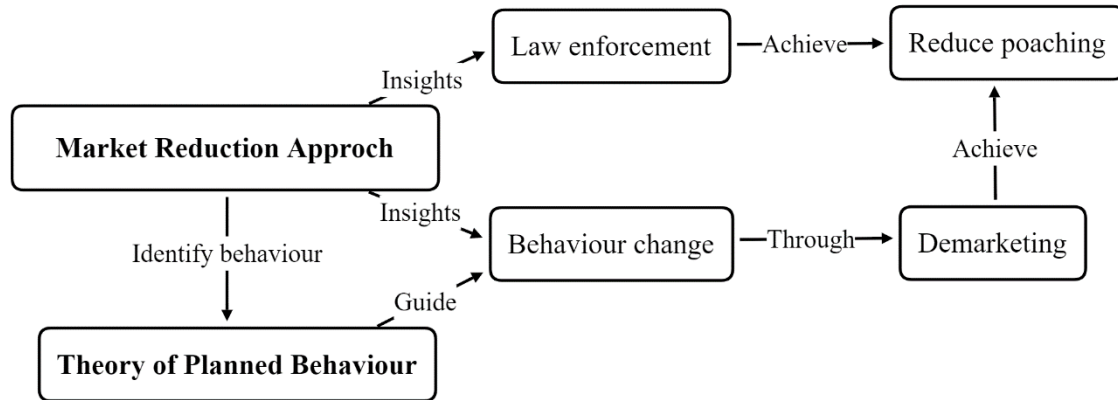 Law enforcement
Achieve
Reduce poaching
Insights
Market Reduction Approch
Achieve
Insights
Behaviour change
Through
Demarketing
Identify behaviour
Guide
Theory of Planned Behaviour